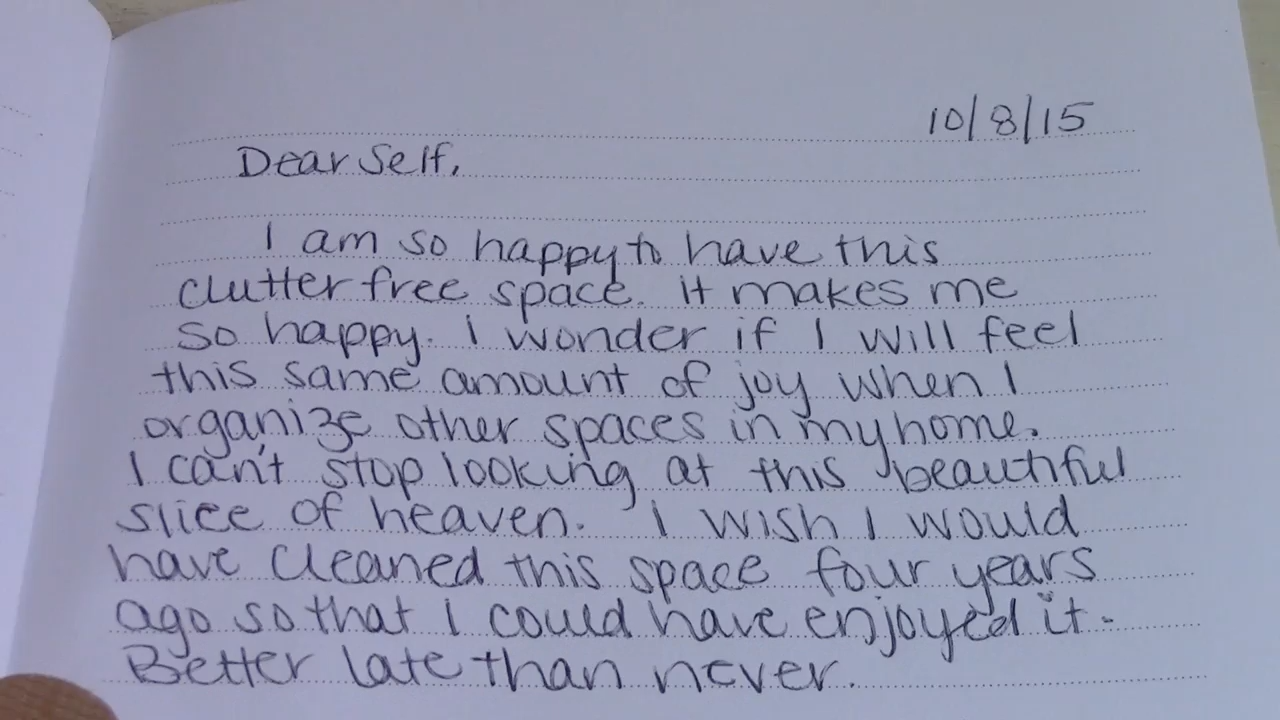 10/8/15
Dear Self,
I am so happy to have this
clutter free space. it makes me
so happy. I wonder if I will feel
this same amount of joy when I
organize other spaces in my home.
I can't stop looking at this beautiful
slice of heaven. I wish I would
have cleaned this space four years
ago so that I could have enjoyed it.
Better late than never.